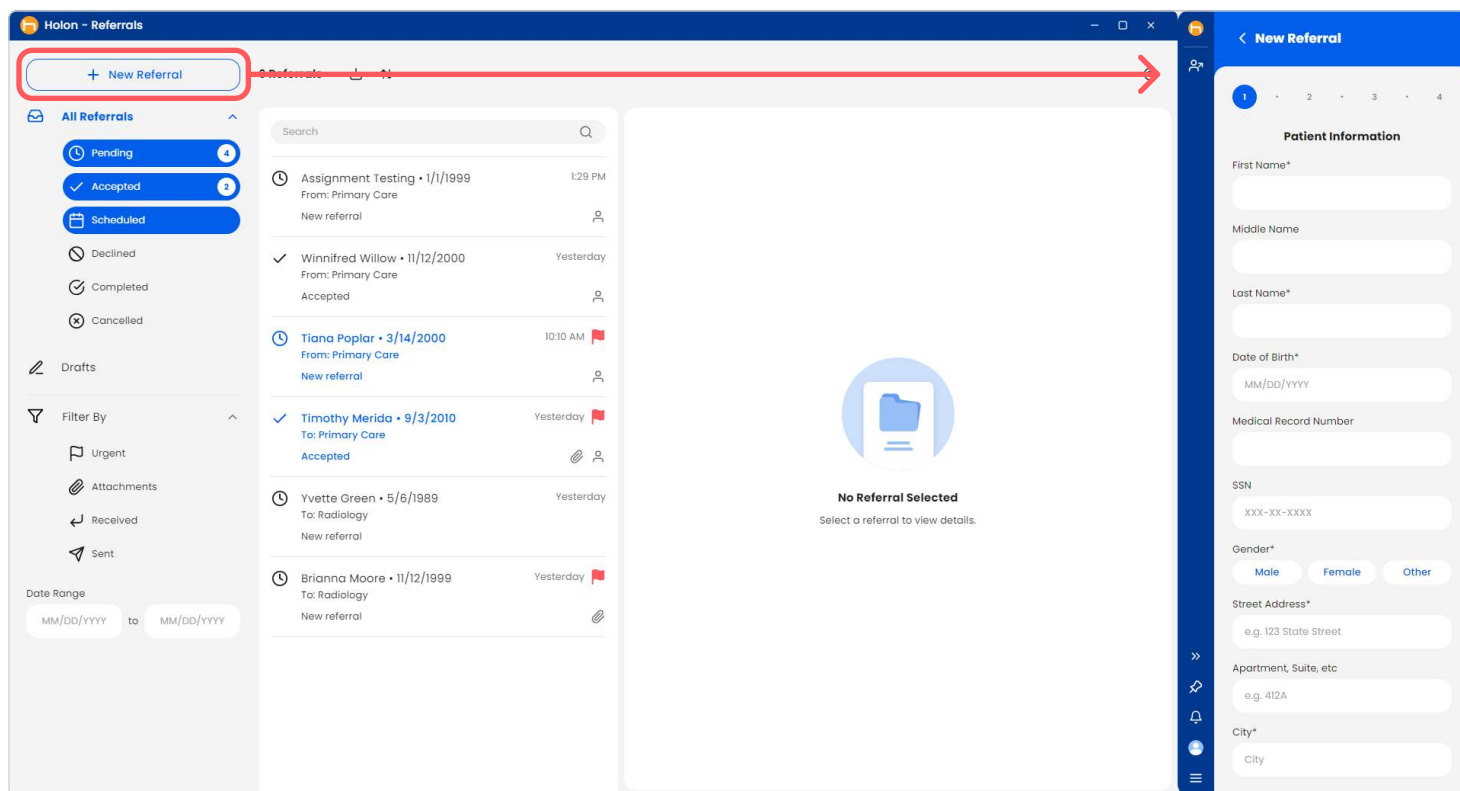 Holon - Referrals
+ New Referral
All Referrals
Pending 4
Accepted 2
Scheduled
Declined
Completed
Cancelled
Drafts
Filter By
Urgent
Attachments
Received
Sent
Date Range
MM/DD/YYYY to MM/DD/YYYY
Referrals
Search
Assignment Testing • 1/1/1999 1:29 PM
From: Primary Care
New referral
Winnifred Willow • 11/12/2000 Yesterday
From: Primary Care
Accepted
Tiana Poplar • 3/14/2000 10:10 AM
From: Primary Care
New referral
Timothy Merida • 9/3/2010 Yesterday
To: Primary Care
Accepted
Yvette Green • 5/6/1989 Yesterday
To: Radiology
New referral
Brianna Moore • 11/12/1999 Yesterday
To: Radiology
New referral
No Referral Selected
Select a referral to view details.
New Referral
1 • 2 • 3 • 4
Patient Information
First Name*
Middle Name
Last Name*
Date of Birth*
MM/DD/YYYY
Medical Record Number
SSN
XXX-XX-XXXX
Gender*
Male Female Other
Street Address*
e.g. 123 State Street
Apartment, Suite, etc
e.g. 412A
City*
City